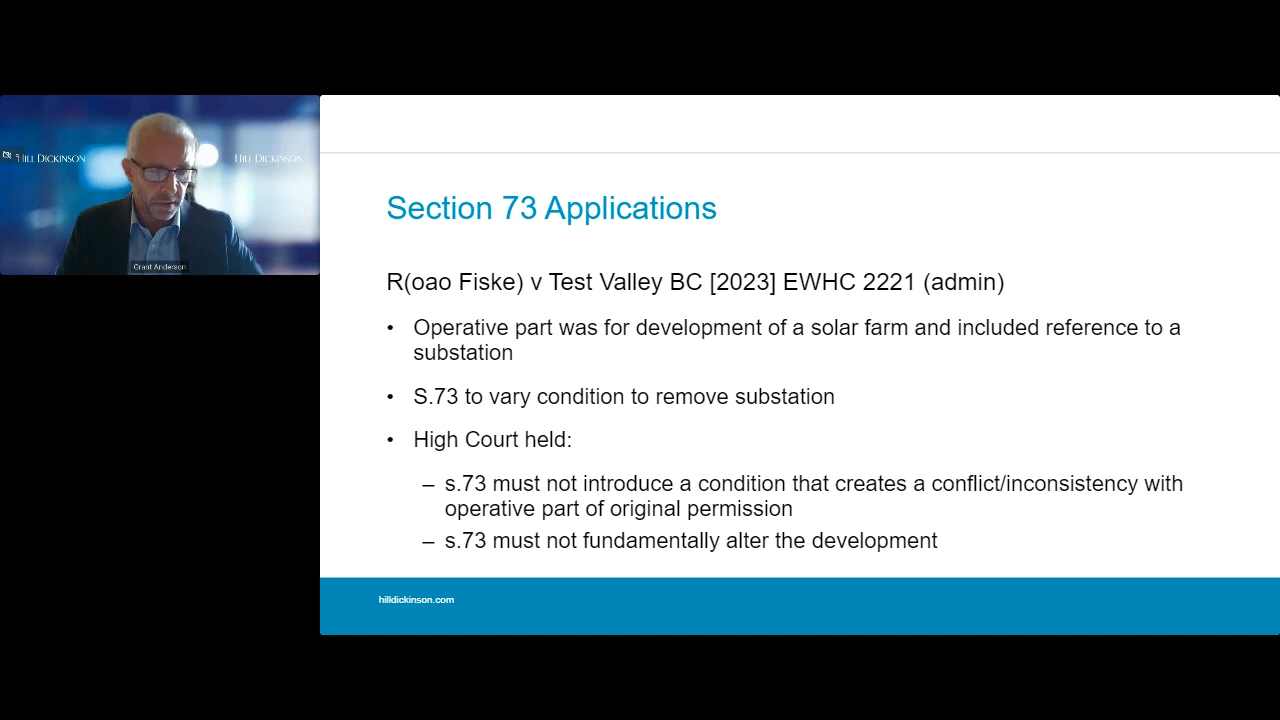 HILL DICKINSON
HILL DICKINSON
Grant Anderson
Section 73 Applications
R(oao Fiske) v Test Valley BC [2023] EWHC 2221 (admin)
• Operative part was for development of a solar farm and included reference to a
substation
• S.73 to vary condition to remove substation
• High Court held:
– s.73 must not introduce a condition that creates a conflict/inconsistency with
operative part of original permission
– s.73 must not fundamentally alter the development
hilldickinson.com